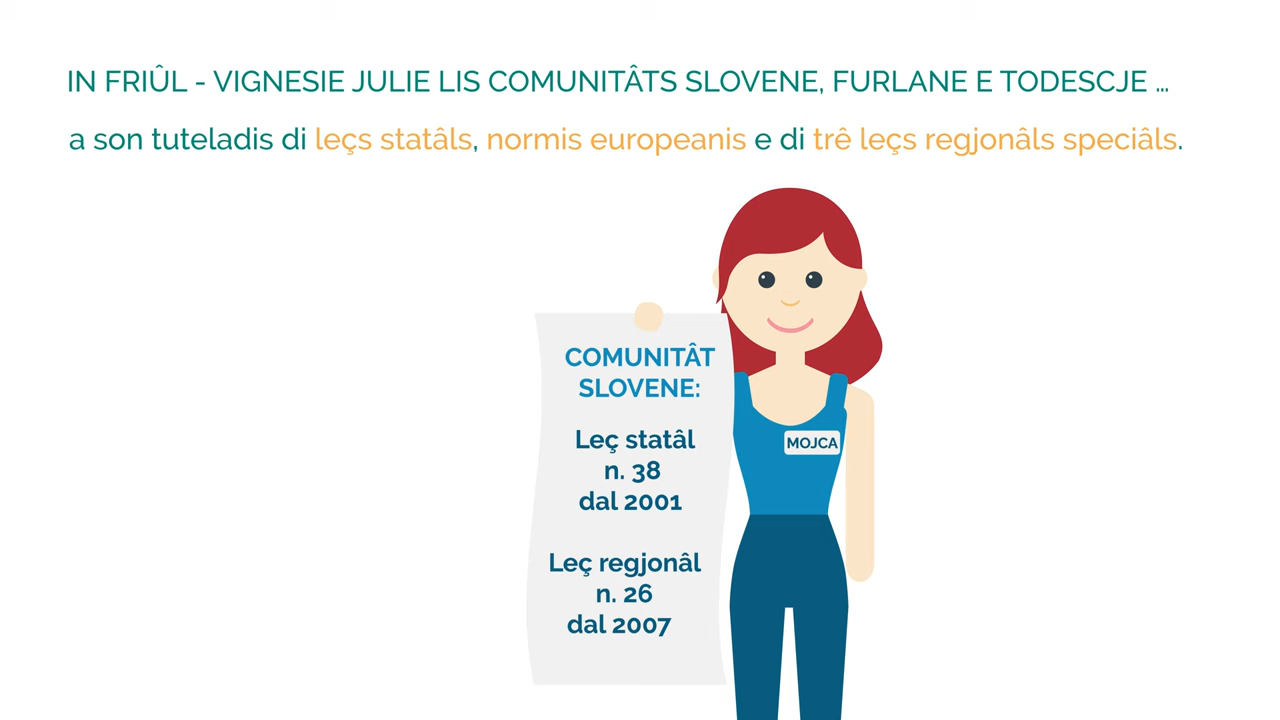 IN FRIÛL - VIGNESIE JULIE LIS COMUNITÂTS SLOVENE, FURLANE E TODESCJE ...
a son tuteladis di leçs statâls, normis europeanis e di trê leçs regjonâls speciâls.
COMUNITÂT
SLOVENE:
Leç statâl
n. 38
dal 2001
Leç regjonâl
n. 26
dal 2007
MOJCA